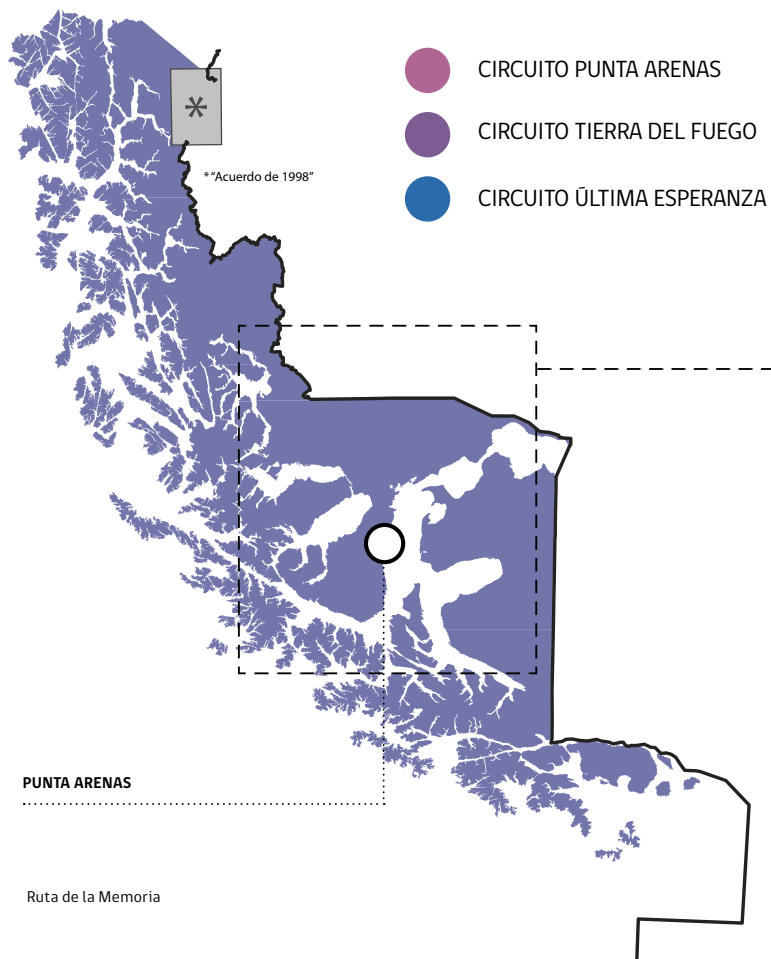 CIRCUITO PUNTA ARENAS
CIRCUITO TIERRA DEL FUEGO
CIRCUITO ÚLTIMA ESPERANZA
*
* "Acuerdo de 1998"
PUNTA ARENAS
Ruta de la Memoria